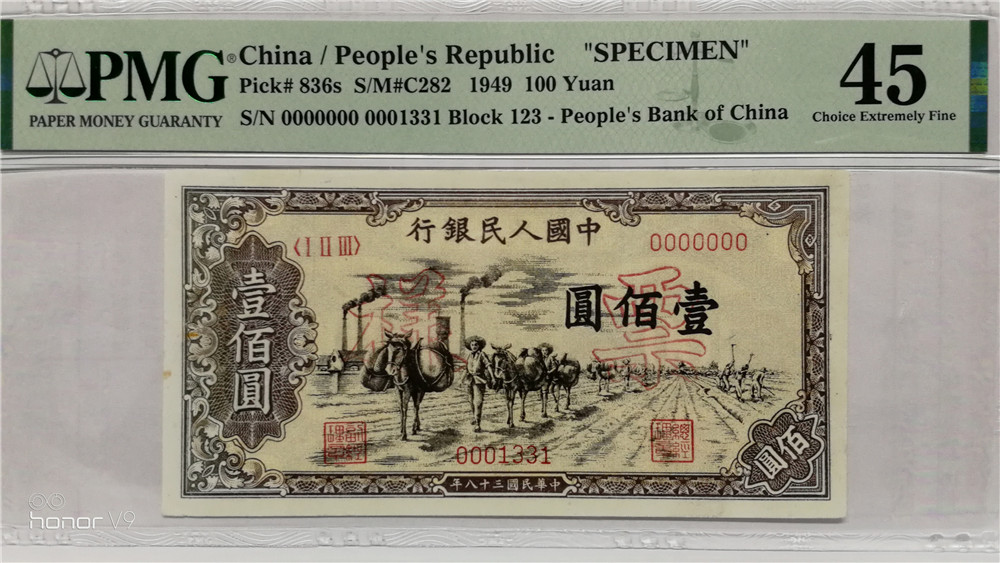 PMG®
PAPER MONEY GUARANTY
China / People's Republic "SPECIMEN"
Pick# 836s S/M#C282 1949 100 Yuan
S/N 0000000 0001331 Block 123 - People's Bank of China
45
Choice Extremely Fine
行銀民人國中
〈I II III〉
0000000
圓佰壹
壹佰圓
樣票
0001331
佰圓
年八十三國民華中
honor V9